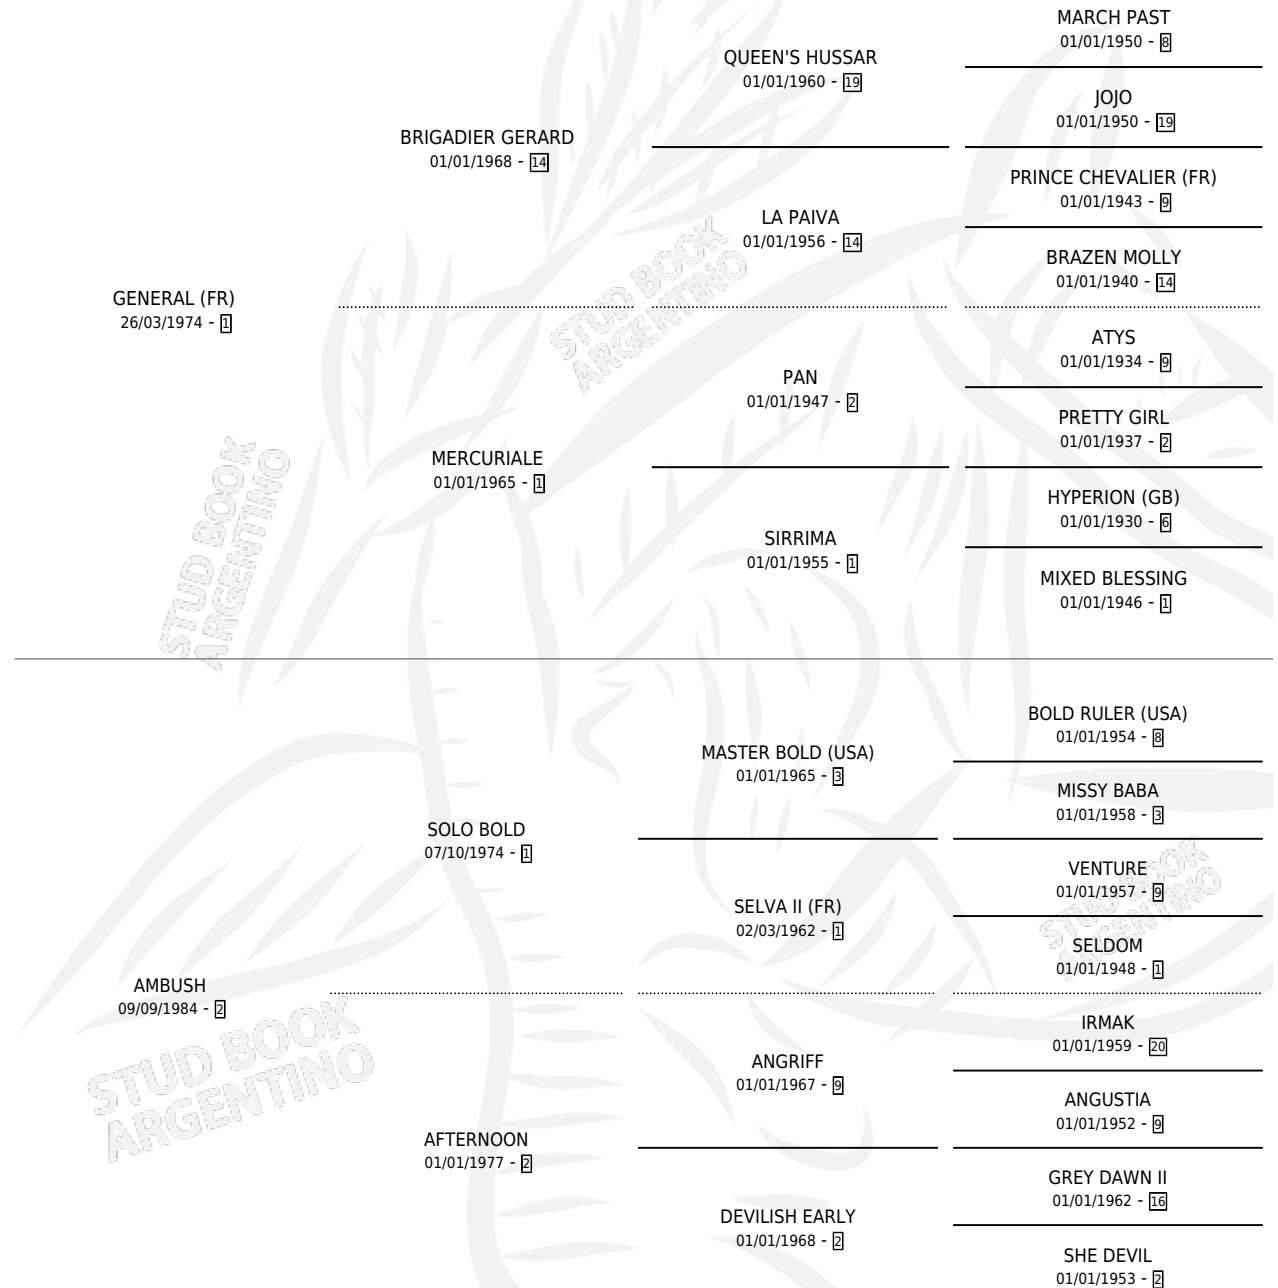 MARCH PAST
01/01/1950 - 8
QUEEN'S HUSSAR
01/01/1960 - 19
JOJO
01/01/1950 - 19
BRIGADIER GERARD
01/01/1968 - 14
PRINCE CHEVALIER (FR)
01/01/1943 - 9
LA PAIVA
01/01/1956 - 14
BRAZEN MOLLY
01/01/1940 - 14
GENERAL (FR)
26/03/1974 - 1
ATYS
01/01/1934 - 9
PAN
01/01/1947 - 2
PRETTY GIRL
01/01/1937 - 2
MERCURIALE
01/01/1965 - 1
HYPERION (GB)
01/01/1930 - 6
SIRRIMA
01/01/1955 - 1
MIXED BLESSING
01/01/1946 - 1
BOLD RULER (USA)
01/01/1954 - 8
MASTER BOLD (USA)
01/01/1965 - 3
MISSY BABA
01/01/1958 - 3
SOLO BOLD
07/10/1974 - 1
VENTURE
01/01/1957 - 9
SELVA II (FR)
02/03/1962 - 1
SELDOM
01/01/1948 - 1
AMBUSH
09/09/1984 - 2
IRMAK
01/01/1959 - 20
ANGRIFF
01/01/1967 - 9
ANGUSTIA
01/01/1952 - 9
AFTERNOON
01/01/1977 - 2
GREY DAWN II
01/01/1962 - 16
DEVILISH EARLY
01/01/1968 - 2
SHE DEVIL
01/01/1953 - 2
STUD BOOK
ARGENTINO
STUD BOOK
ARGENTINO
STUD BOOK
ARGENTINO
STUD BOOK
ARGENTINO